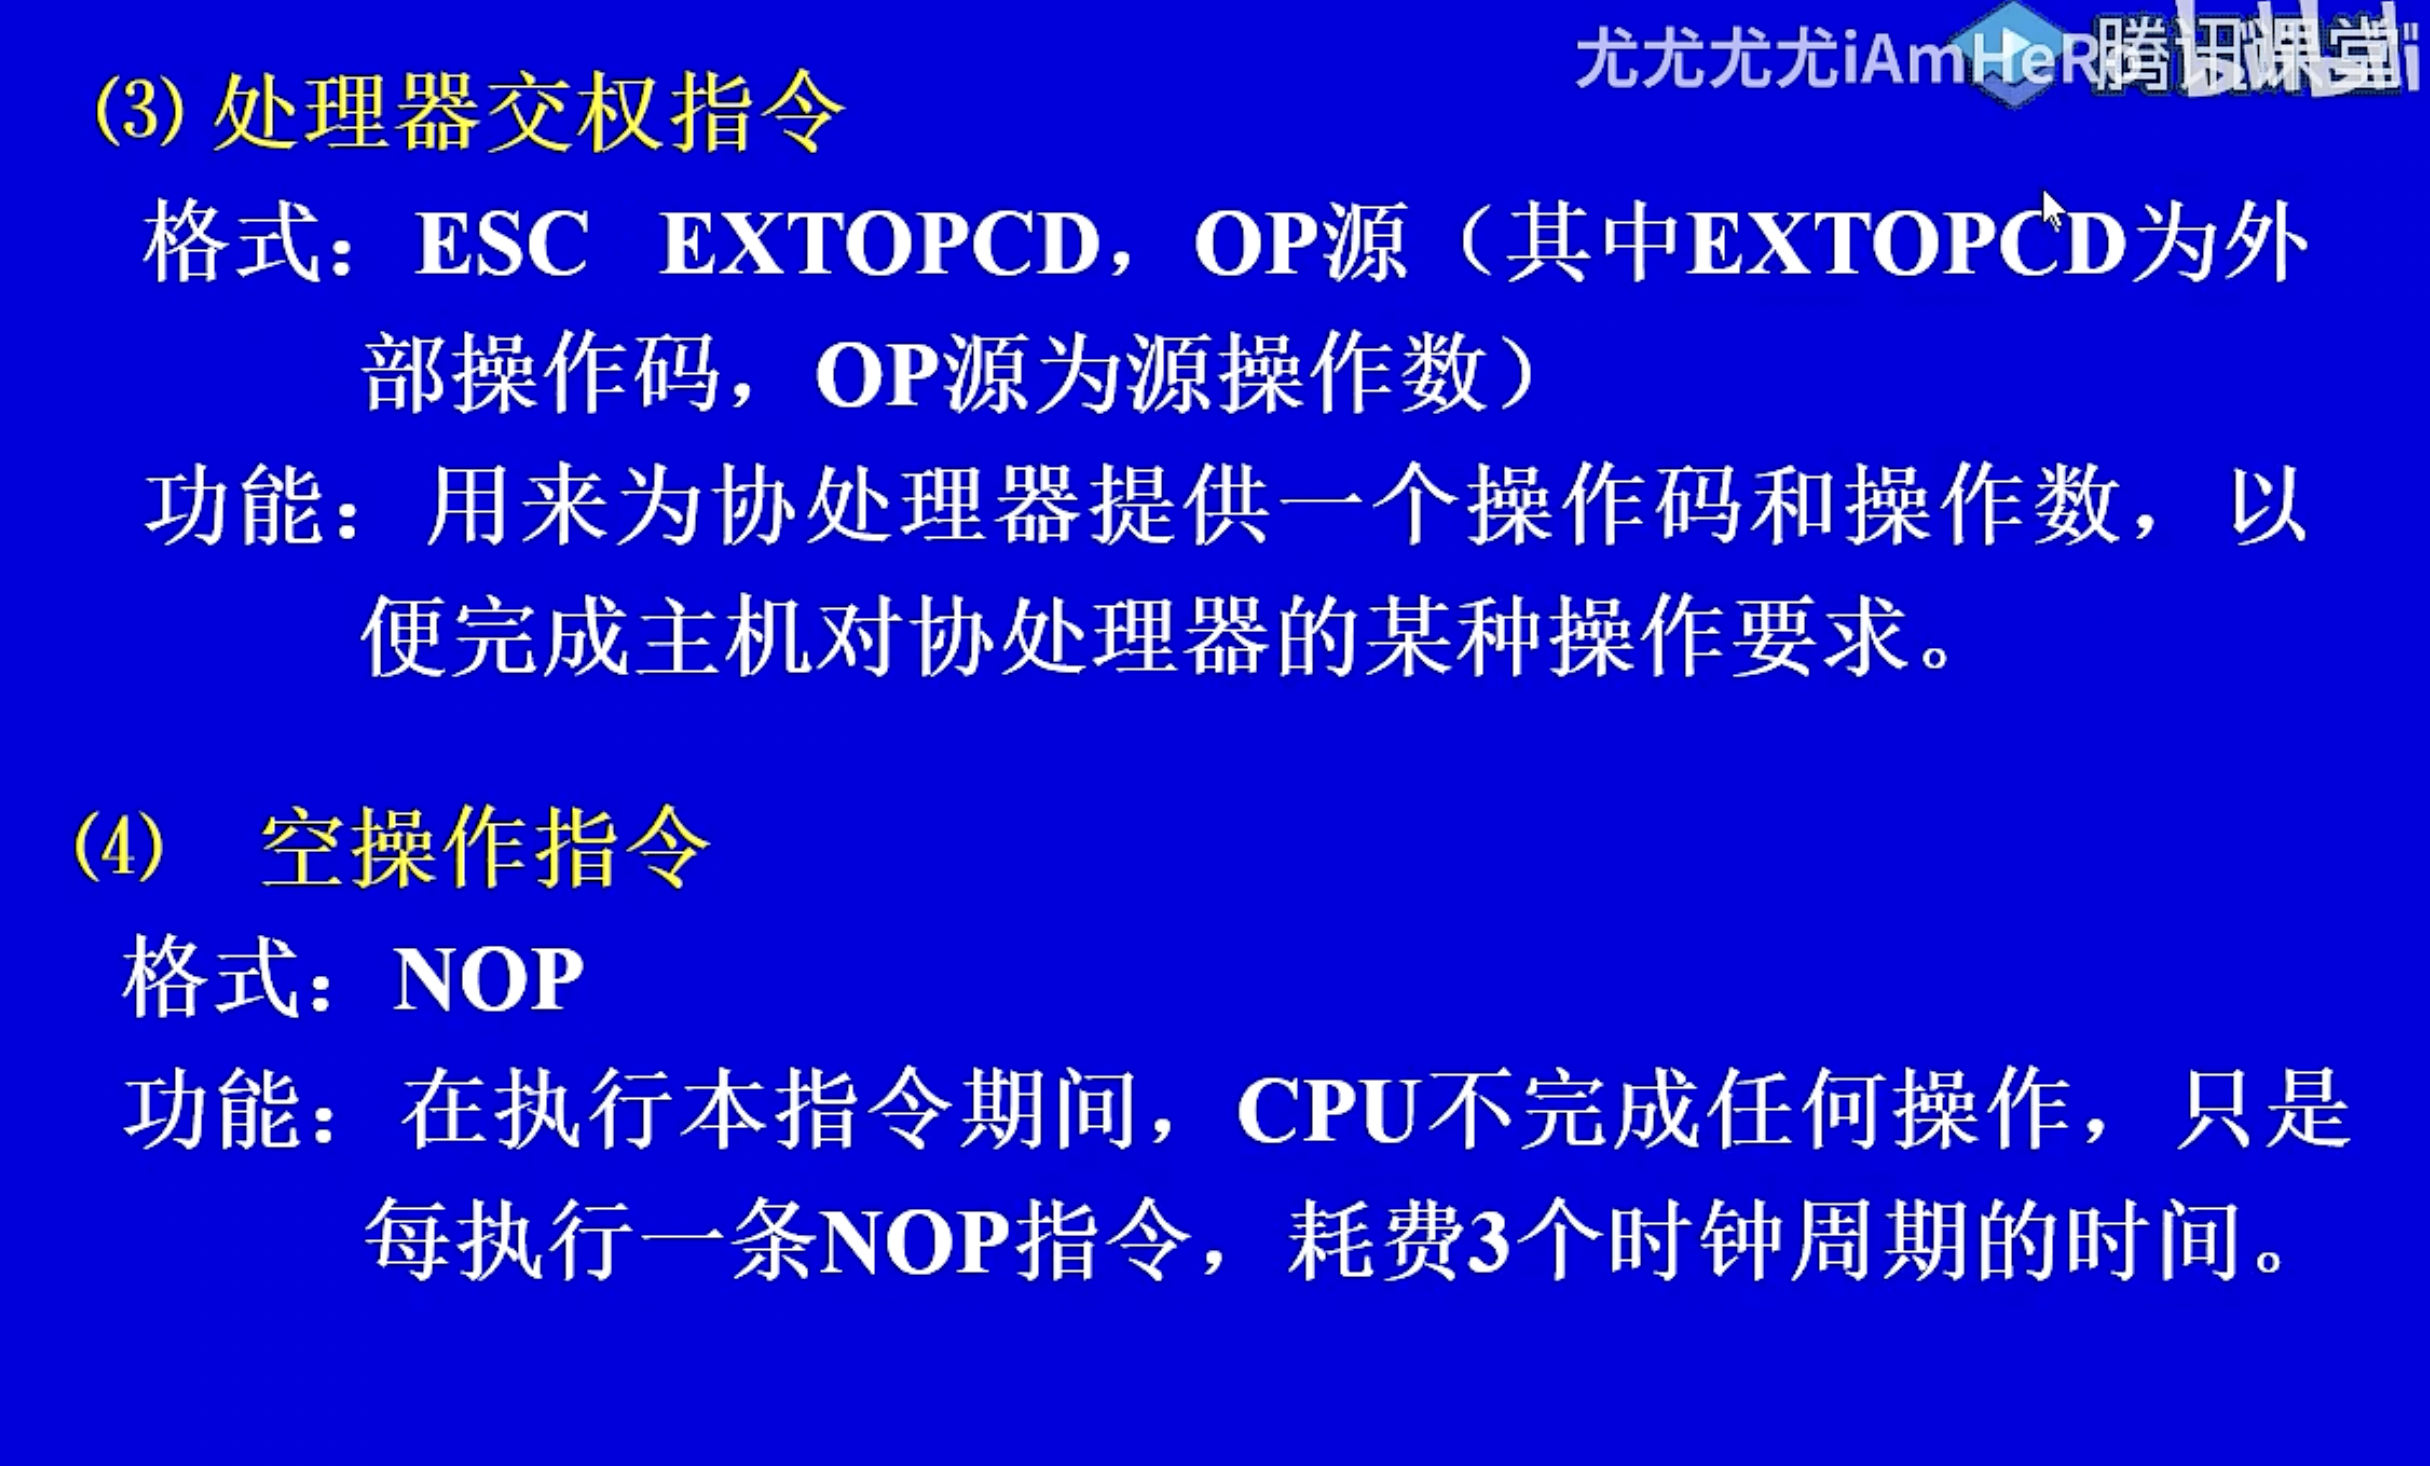 尤尤尤尤iAmHeRo
腾讯课堂
(3) 处理器交权指令
格式：ESC EXTOPCD，OP源（其中EXTOPCD为外
部操作码，OP源为源操作数）
功能：用来为协处理器提供一个操作码和操作数，以
便完成主机对协处理器的某种操作要求。
(4) 空操作指令
格式：NOP
功能：在执行本指令期间，CPU不完成任何操作，只是
每执行一条NOP指令，耗费3个时钟周期的时间。